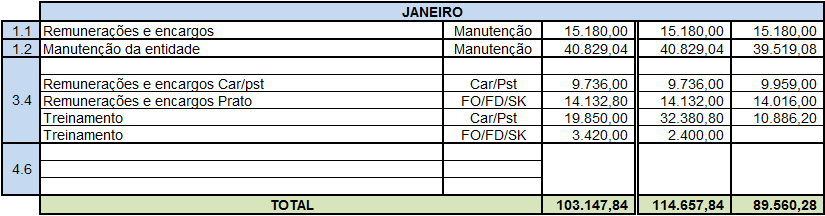 JANEIRO
1.1 Remunerações e encargos Manutenção 15.180,00 15.180,00 15.180,00
1.2 Manutenção da entidade Manutenção 40.829,04 40.829,04 39.519,08
3.4
Remunerações e encargos Car/pst Car/Pst 9.736,00 9.736,00 9.959,00
Remunerações e encargos Prato FO/FD/SK 14.132,80 14.132,00 14.016,00
Treinamento Car/Pst 19.850,00 32.380,80 10.886,20
Treinamento FO/FD/SK 3.420,00 2.400,00
4.6
TOTAL 103.147,84 114.657,84 89.560,28